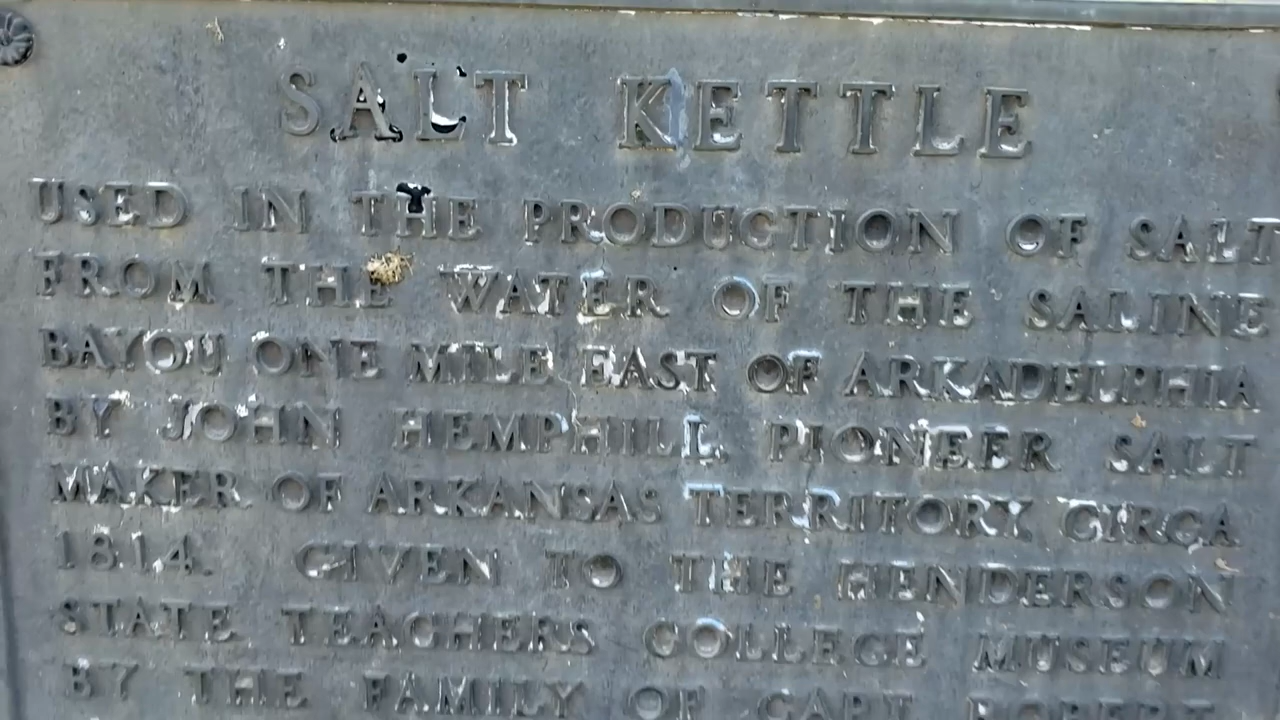 SALT KETTLE
USED IN THE PRODUCTION OF SALT
FROM THE WATER OF THE SALINE
BAYOU ONE MILE EAST OF ARKADELPHIA
BY JOHN HEMPHILL PIONEER SALT
MAKER OF ARKANSAS TERRITORY CIRCA
1814. GIVEN TO THE HENDERSON
STATE TEACHERS COLLEGE MUSEUM
BY THE FAMILY OF CAPT ROBERT